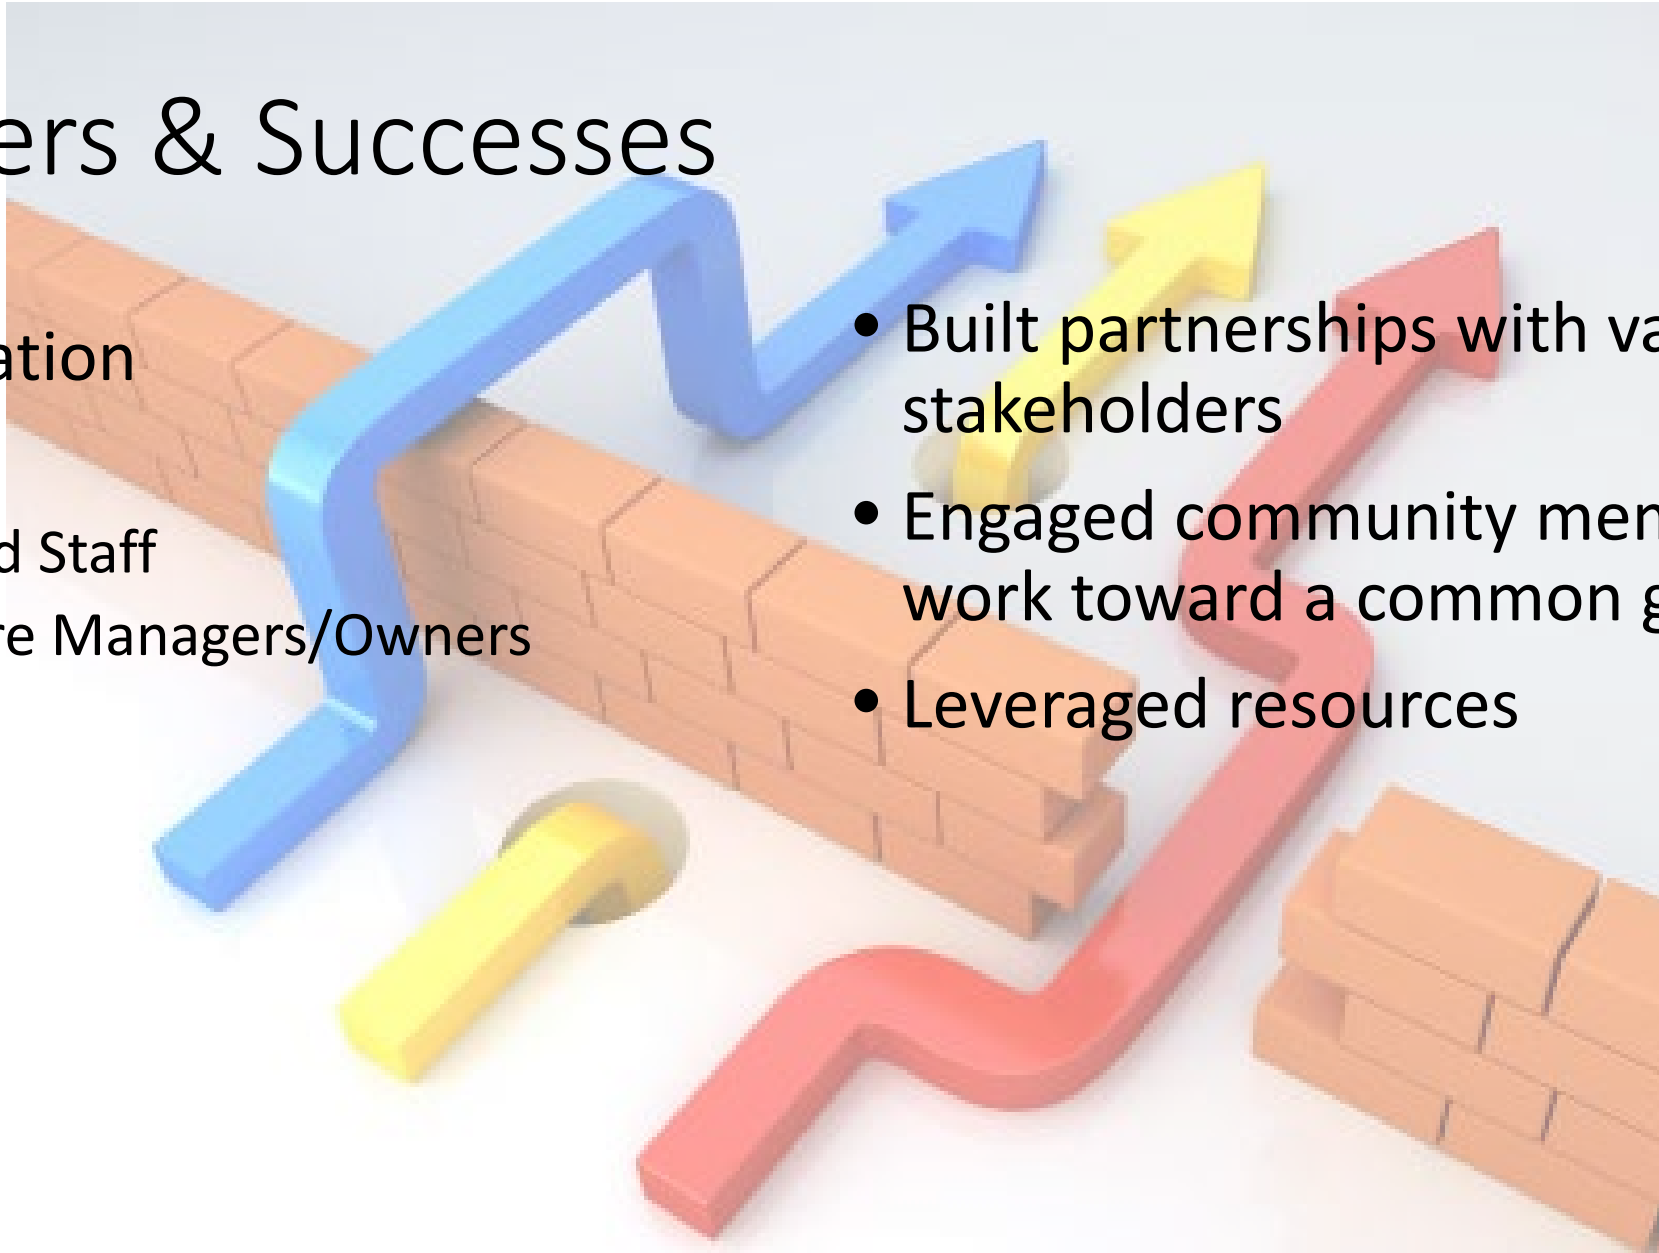 ers & Successes
ation
d Staff
re Managers/Owners
• Built partnerships with va
stakeholders
• Engaged community mem
work toward a common g
• Leveraged resources